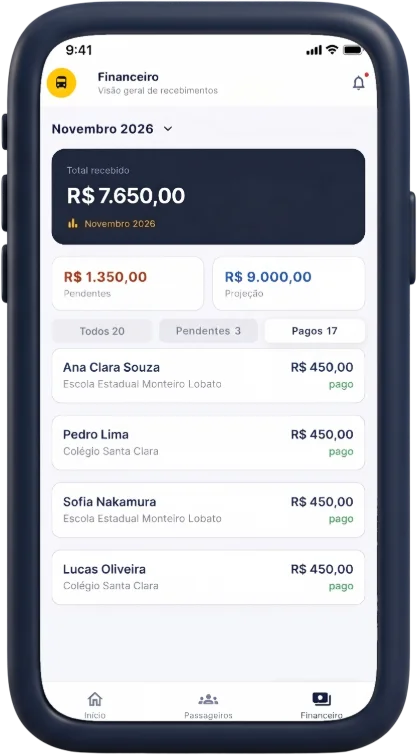 9:41
Financeiro
Visão geral de recebimentos
Novembro 2026
Total recebido
R$ 7.650,00
Novembro 2026
R$ 1.350,00
Pendentes
R$ 9.000,00
Projeção
Todos 20
Pendentes 3
Pagos 17
Ana Clara Souza
R$ 450,00
Escola Estadual Monteiro Lobato
pago
Pedro Lima
R$ 450,00
Colégio Santa Clara
pago
Sofia Nakamura
R$ 450,00
Escola Estadual Monteiro Lobato
pago
Lucas Oliveira
R$ 450,00
Colégio Santa Clara
pago
Início
Passageiros
Financeiro